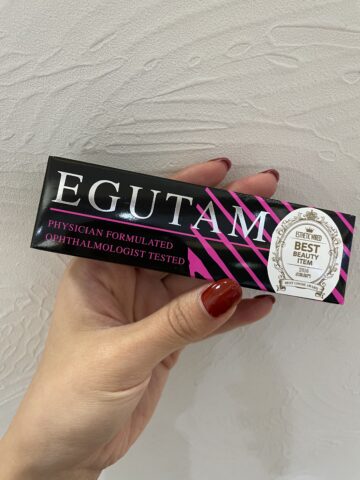 EGUTAM
PHYSICIAN FORMULATED
OPHTHALMOLOGIST TESTED
BEST
BEAUTY
ITEM